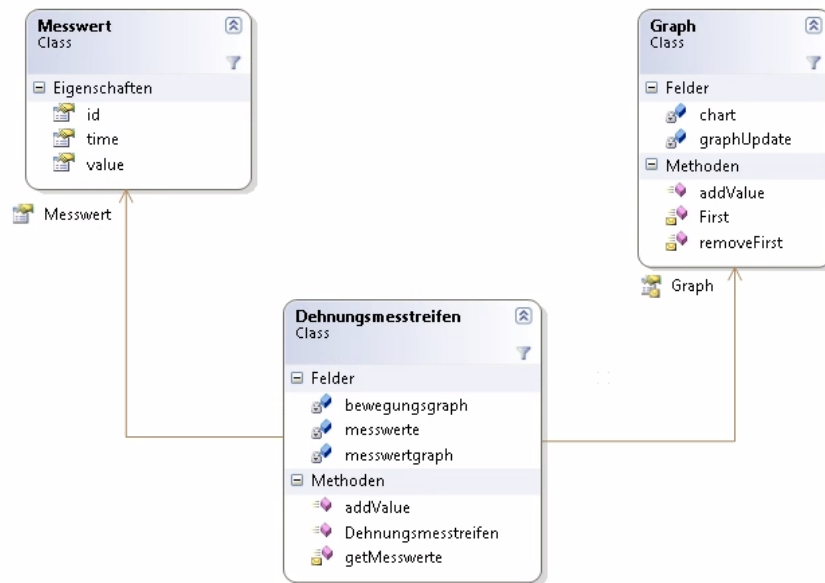 Messwert
Class
Eigenschaften
id
time
value
Messwert
Graph
Class
Felder
chart
graphUpdate
Methoden
addValue
First
removeFirst
Graph
Dehnungsmesstreifen
Class
Felder
bewegungsgraph
messwerte
messwertgraph
Methoden
addValue
Dehnungsmesstreifen
getMesswerte